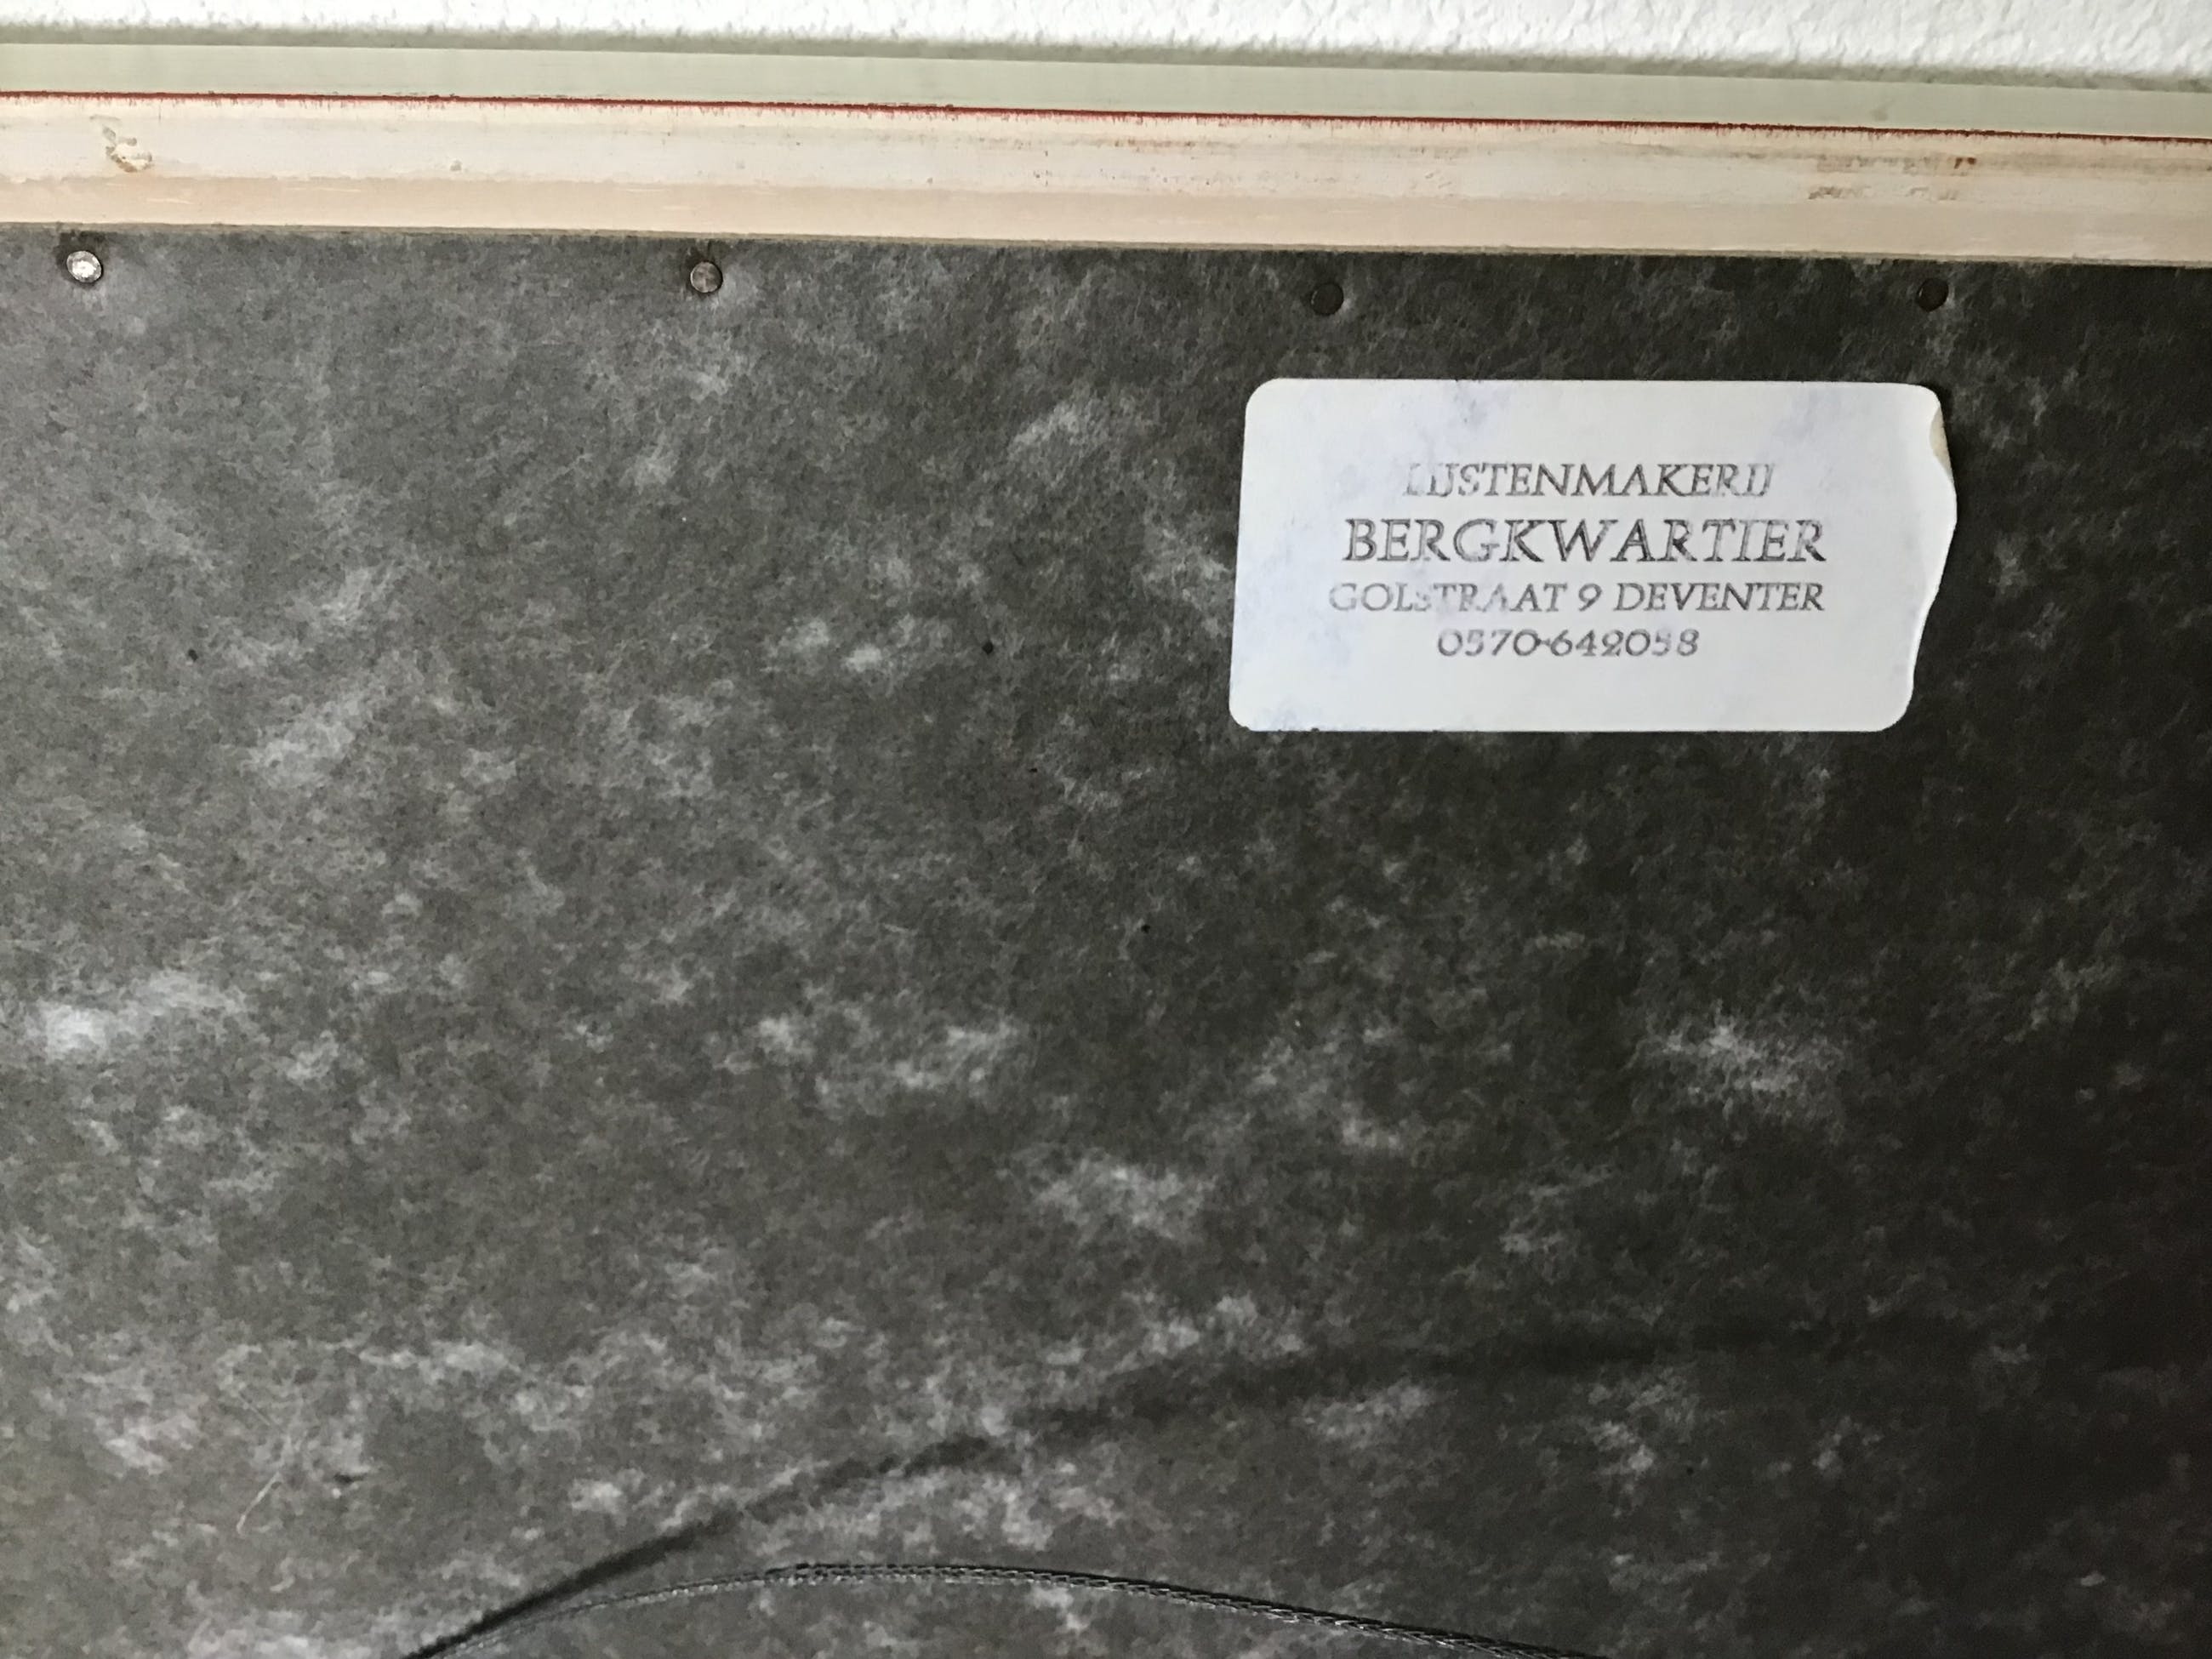 LIJSTENMAKERIJ
BERGKWARTIER
GOLSTRAAT 9 DEVENTER
0570-642058